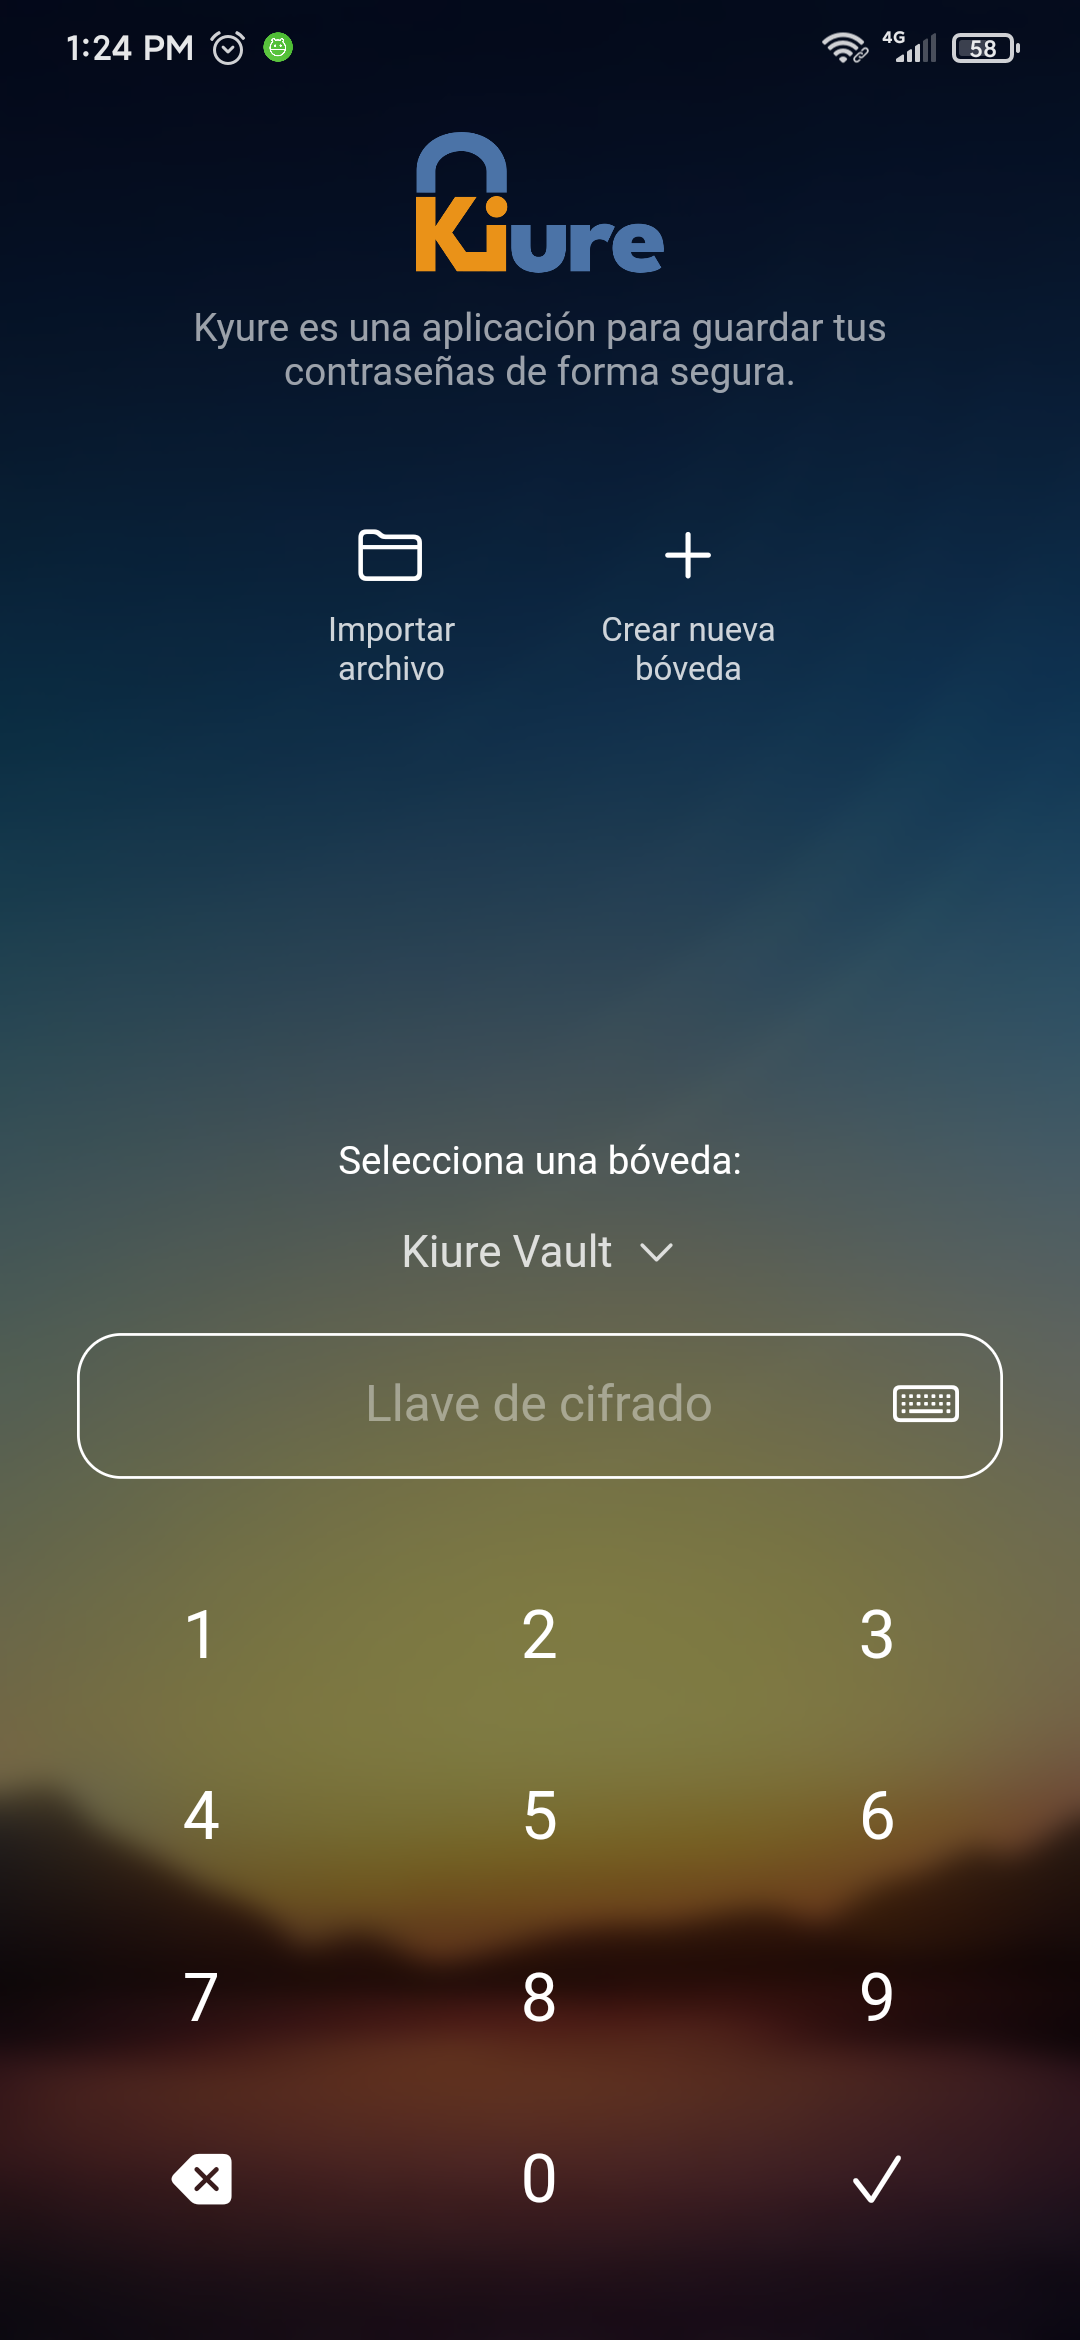 1:24 PM
4G
58
Kiure
Kyure es una aplicación para guardar tus
contraseñas de forma segura.
Importar
archivo
Crear nueva
bóveda
Selecciona una bóveda:
Kiure Vault
Llave de cifrado
1 2 3
4 5 6
7 8 9
0